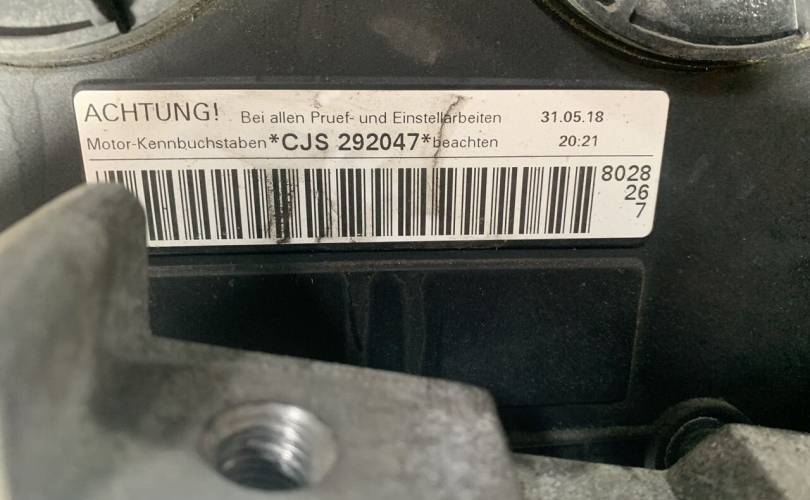 ACHTUNG! Bei allen Pruef- und Einstellarbeiten 31.05.18
Motor-Kennbuchstaben *CJS 292047* beachten 20:21
8028
26
7